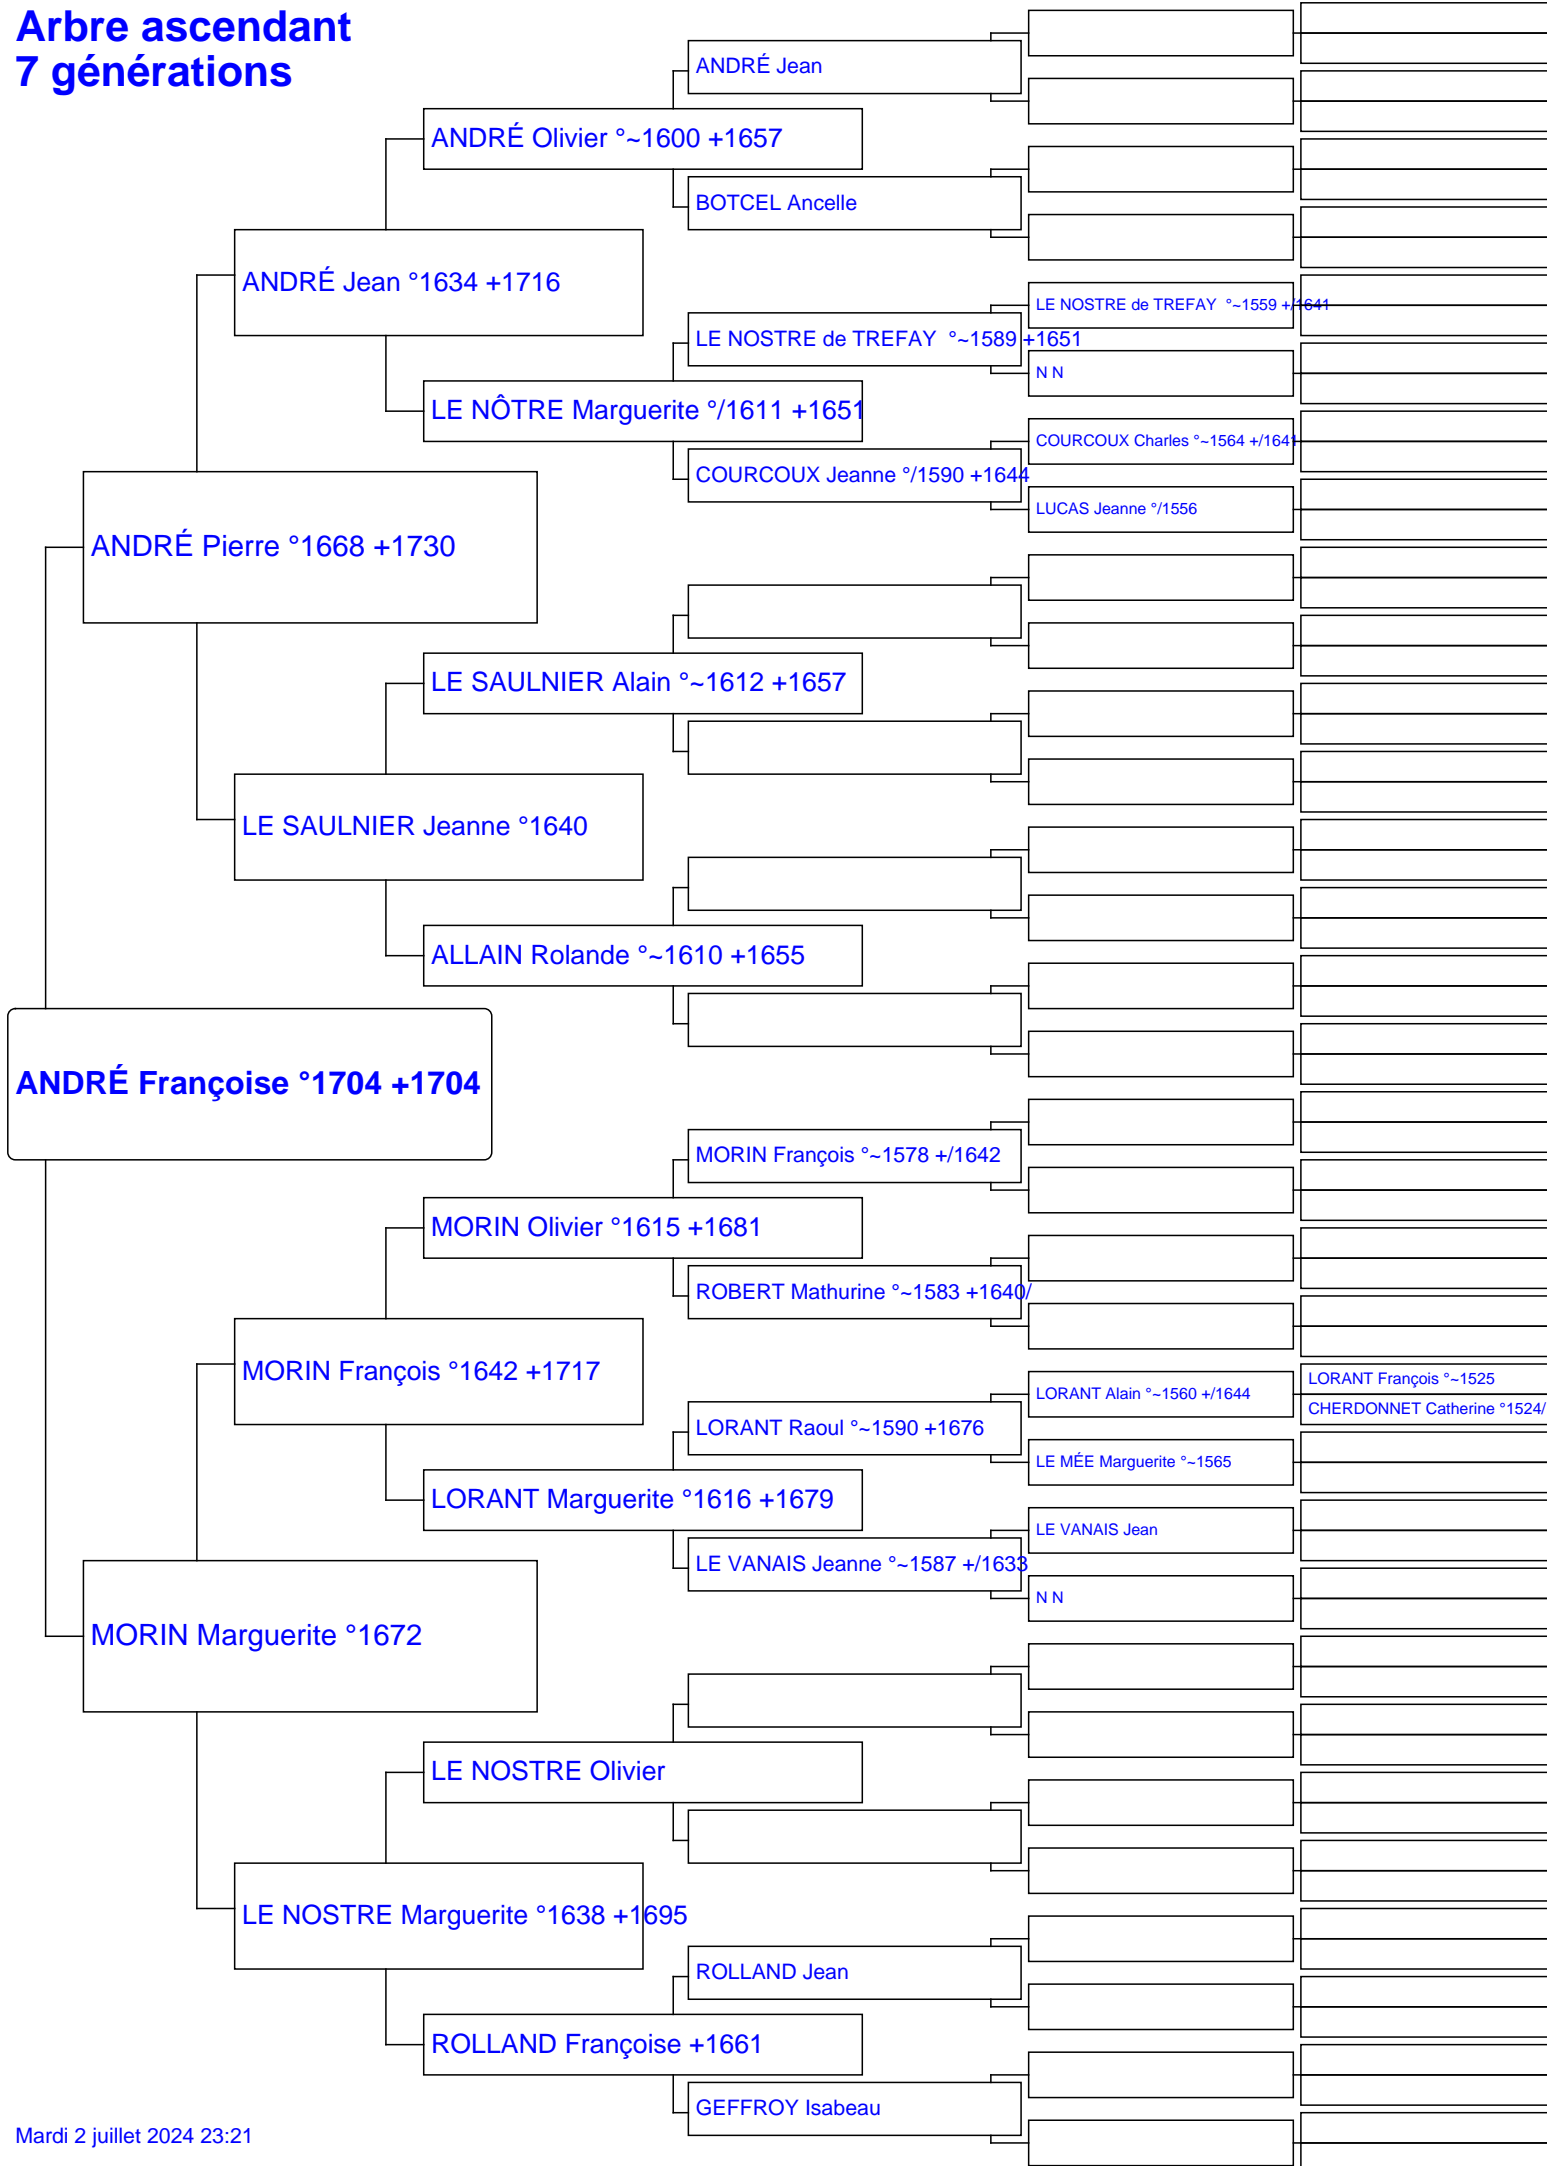 Arbre ascendant
7 générations
ANDRÉ Jean
ANDRÉ Olivier °~1600 +1657
BOTCEL Ancelle
ANDRÉ Jean °1634 +1716
LE NOSTRE de TREFAY  °~1559 +/1641
LE NOSTRE de TREFAY  °~1589 +1651
N N
LE NÔTRE Marguerite °/1611 +1651
COURCOUX Charles °~1564 +/1641
COURCOUX Jeanne °/1590 +1644
LUCAS Jeanne °/1556
ANDRÉ Pierre °1668 +1730
LE SAULNIER Alain °~1612 +1657
LE SAULNIER Jeanne °1640
ALLAIN Rolande °~1610 +1655
ANDRÉ Françoise °1704 +1704
MORIN François °~1578 +/1642
MORIN Olivier °1615 +1681
ROBERT Mathurine °~1583 +1640/
MORIN François °1642 +1717
LORANT François °~1525
LORANT Alain °~1560 +/1644
CHERDONNET Catherine °1524/
LORANT Raoul °~1590 +1676
LE MÉE Marguerite °~1565
LORANT Marguerite °1616 +1679
LE VANAIS Jean
LE VANAIS Jeanne °~1587 +/1633
N N
MORIN Marguerite °1672
LE NOSTRE Olivier
LE NOSTRE Marguerite °1638 +1695
ROLLAND Jean
ROLLAND Françoise +1661
GEFFROY Isabeau
Mardi 2 juillet 2024 23:21